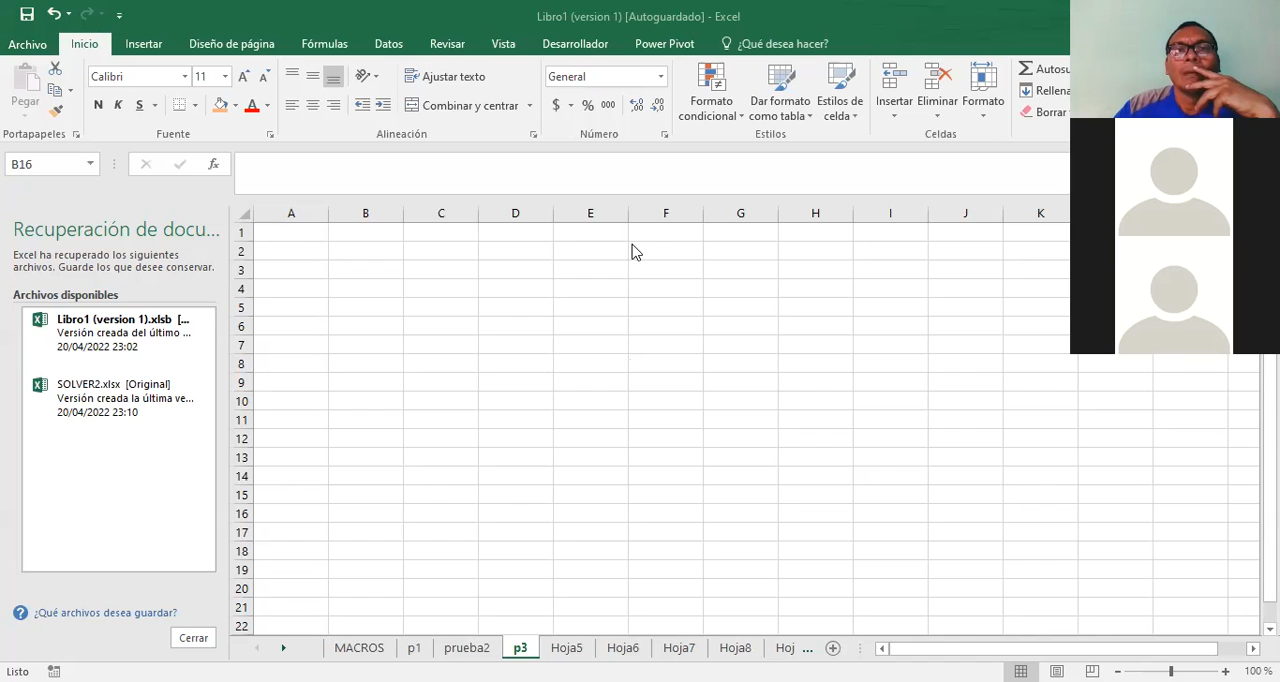 Libro1 (version 1) [Autoguardado] - Excel
Archivo Inicio Insertar Diseño de página Fórmulas Datos Revisar Vista Desarrollador Power Pivot ¿Qué desea hacer?
Pegar
Calibri 11
N K S
Ajustar texto
Combinar y centrar
General
$ % 000
Formato condicional
Dar formato como tabla
Estilos de celda
Insertar Eliminar Formato
Autosu
Rellena
Borrar
Portapapeles Fuente Alineación Número Estilos Celdas
B16 fx
Recuperación de docu...
Excel ha recuperado los siguientes
archivos. Guarde los que desee conservar.
Archivos disponibles
Libro1 (version 1).xlsb [...
Versión creada del último ...
20/04/2022 23:02
SOLVER2.xlsx [Original]
Versión creada la última ve...
20/04/2022 23:10
¿Qué archivos desea guardar?
Cerrar
A B C D E F G H I J K
1
2
3
4
5
6
7
8
9
10
11
12
13
14
15
16
17
18
19
20
21
22
MACROS p1 prueba2 p3 Hoja5 Hoja6 Hoja7 Hoja8 Hoj ...
Listo 100 %